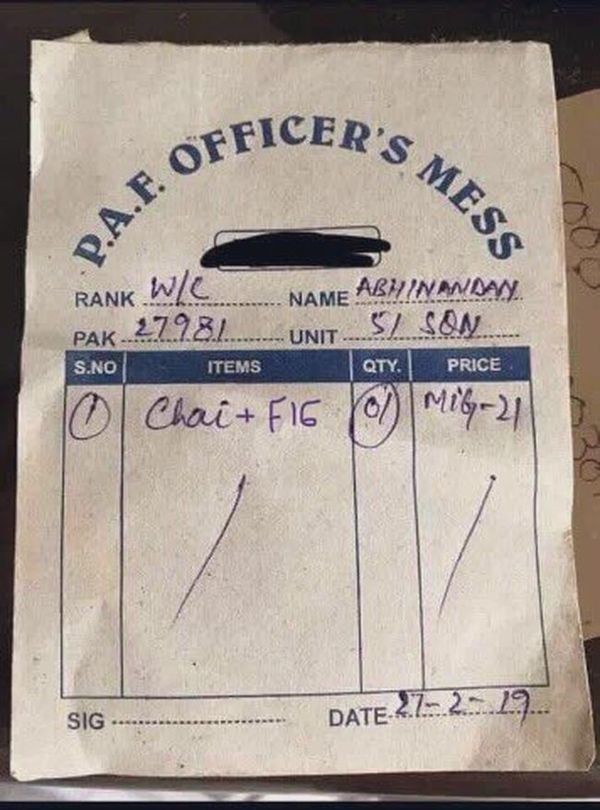 P.A.F. OFFICER'S MESS
RANK W/C NAME ABHINANDAN
PAK 27981 UNIT 51 SQN
S.NO ITEMS QTY. PRICE
1 Chai + F16 01 MiG-21
SIG DATE 27-2-19